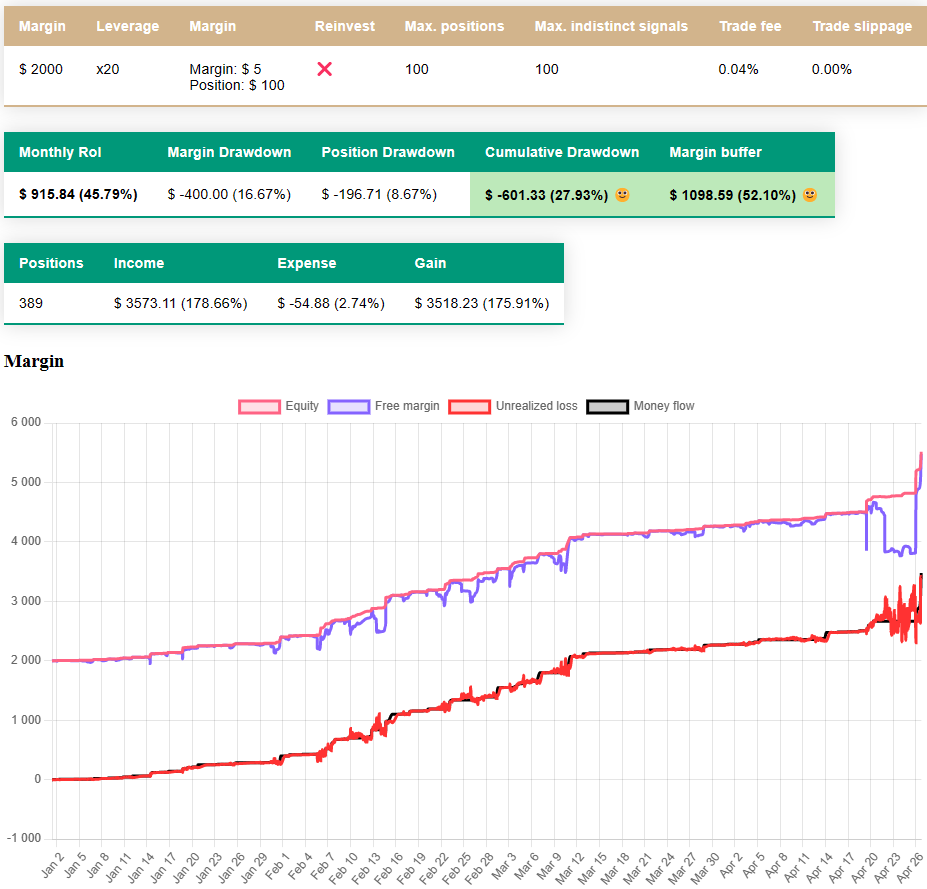 Margin Leverage Margin Reinvest Max. positions Max. indistinct signals Trade fee Trade slippage
$ 2000 x20 Margin: $ 5 100 100 0.04% 0.00%
Position: $ 100
Monthly RoI Margin Drawdown Position Drawdown Cumulative Drawdown Margin buffer
$ 915.84 (45.79%) $ -400.00 (16.67%) $ -196.71 (8.67%) $ -601.33 (27.93%) $ 1098.59 (52.10%)
Positions Income Expense Gain
389 $ 3573.11 (178.66%) $ -54.88 (2.74%) $ 3518.23 (175.91%)
Margin
Equity Free margin Unrealized loss Money flow
6 000
5 000
4 000
3 000
2 000
1 000
0
-1 000
Jan 2 Jan 5 Jan 8 Jan 11 Jan 14 Jan 17 Jan 20 Jan 23 Jan 26 Jan 29 Feb 1 Feb 4 Feb 7 Feb 10 Feb 13 Feb 16 Feb 19 Feb 22 Feb 25 Feb 28 Mar 3 Mar 6 Mar 9 Mar 12 Mar 15 Mar 18 Mar 21 Mar 24 Mar 27 Mar 30 Apr 2 Apr 5 Apr 8 Apr 11 Apr 14 Apr 17 Apr 20 Apr 23 Apr 26